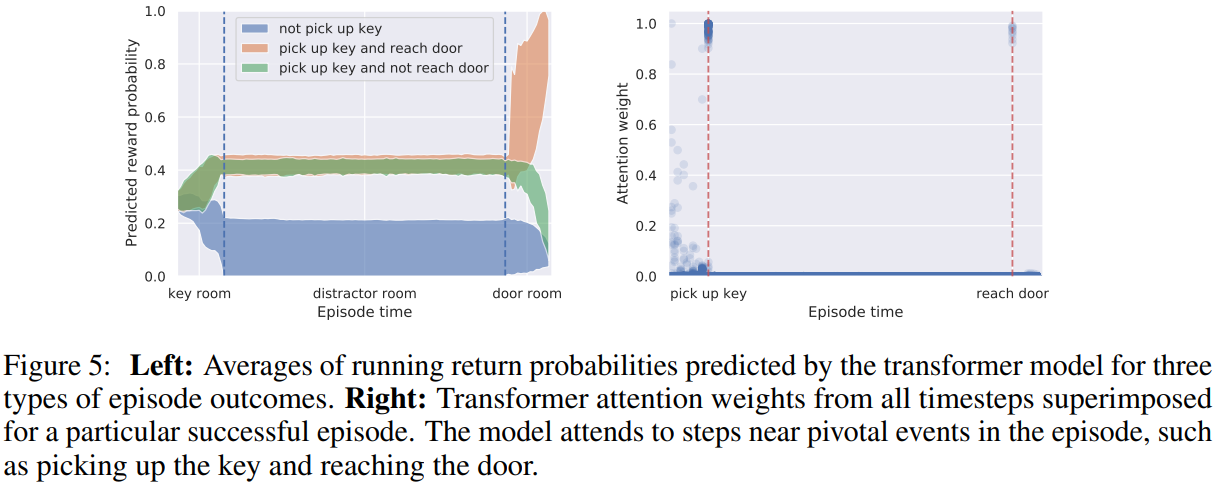 Predicted reward probability
1.0
0.8
0.6
0.4
0.2
0.0
not pick up key
pick up key and reach door
pick up key and not reach door
key room
distractor room
door room
Episode time
Attention weight
1.0
0.8
0.6
0.4
0.2
0.0
pick up key
reach door
Episode time
Figure 5: Left: Averages of running return probabilities predicted by the transformer model for three
types of episode outcomes. Right: Transformer attention weights from all timesteps superimposed
for a particular successful episode. The model attends to steps near pivotal events in the episode, such
as picking up the key and reaching the door.